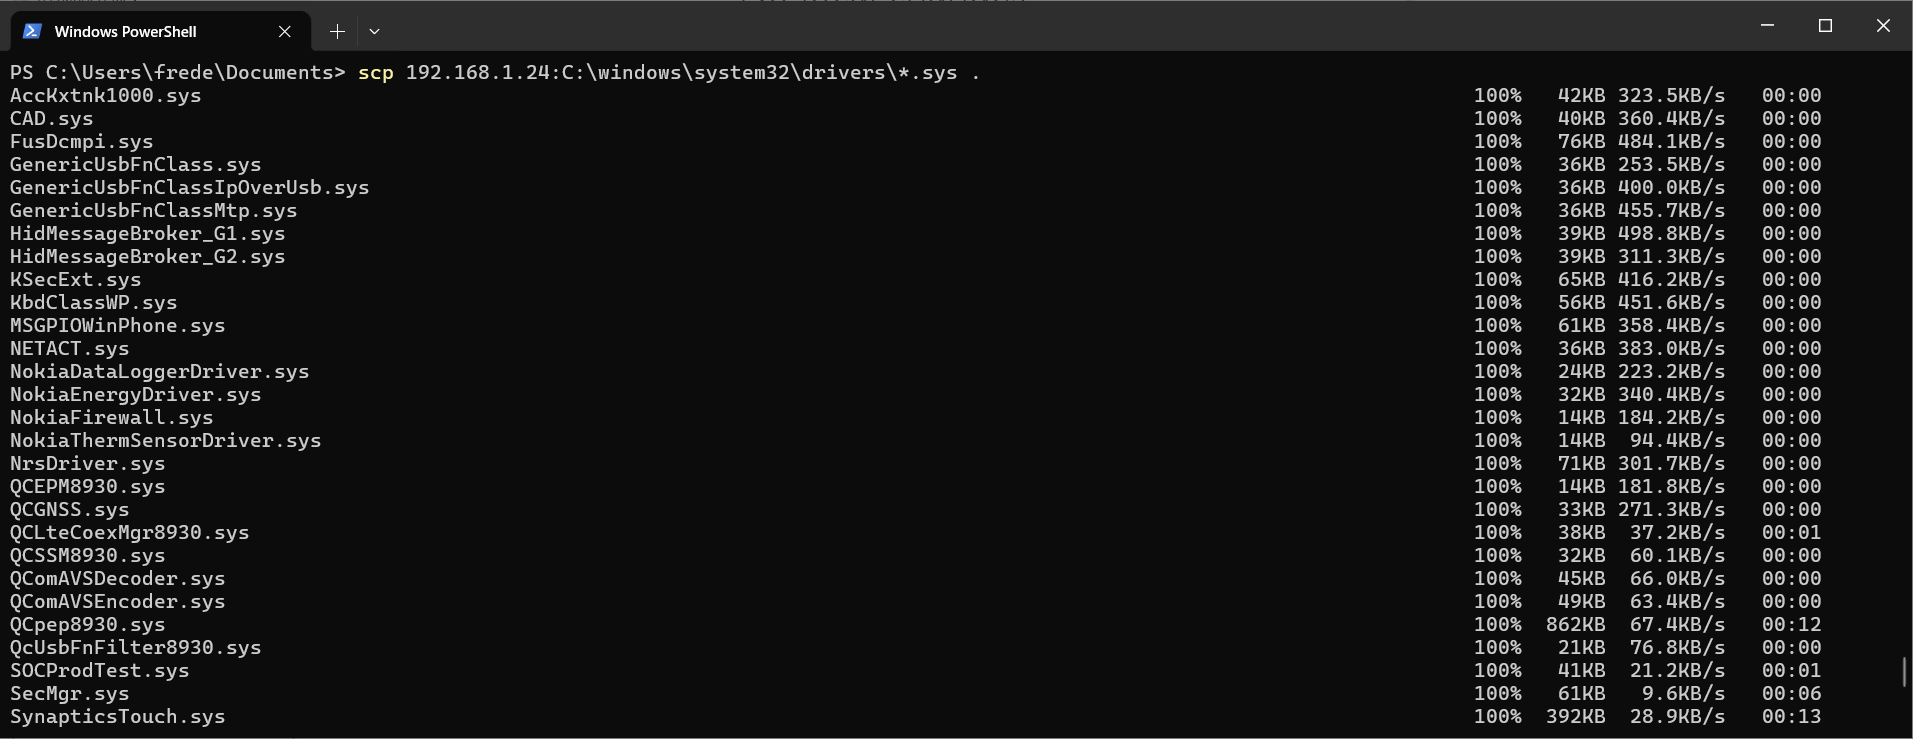 Windows PowerShell
PS C:\Users\frede\Documents> scp 192.168.1.24:C:\windows\system32\drivers\*.sys .
AccKxtnk1000.sys 100% 42KB 323.5KB/s 00:00
CAD.sys 100% 40KB 360.4KB/s 00:00
FusDcmpi.sys 100% 76KB 484.1KB/s 00:00
GenericUsbFnClass.sys 100% 36KB 253.5KB/s 00:00
GenericUsbFnClassIpOverUsb.sys 100% 36KB 400.0KB/s 00:00
GenericUsbFnClassMtp.sys 100% 36KB 455.7KB/s 00:00
HidMessageBroker_G1.sys 100% 39KB 498.8KB/s 00:00
HidMessageBroker_G2.sys 100% 39KB 311.3KB/s 00:00
KSecExt.sys 100% 65KB 416.2KB/s 00:00
KbdClassWP.sys 100% 56KB 451.6KB/s 00:00
MSGPIOWinPhone.sys 100% 61KB 358.4KB/s 00:00
NETACT.sys 100% 36KB 383.0KB/s 00:00
NokiaDataLoggerDriver.sys 100% 24KB 223.2KB/s 00:00
NokiaEnergyDriver.sys 100% 32KB 340.4KB/s 00:00
NokiaFirewall.sys 100% 14KB 184.2KB/s 00:00
NokiaThermSensorDriver.sys 100% 14KB 94.4KB/s 00:00
NrsDriver.sys 100% 71KB 301.7KB/s 00:00
QCEPM8930.sys 100% 14KB 181.8KB/s 00:00
QCGNSS.sys 100% 33KB 271.3KB/s 00:00
QCLteCoexMgr8930.sys 100% 38KB 37.2KB/s 00:01
QCSSM8930.sys 100% 32KB 60.1KB/s 00:00
QComAVSDecoder.sys 100% 45KB 66.0KB/s 00:00
QComAVSEncoder.sys 100% 49KB 63.4KB/s 00:00
QCpep8930.sys 100% 862KB 67.4KB/s 00:12
QcUsbFnFilter8930.sys 100% 21KB 76.8KB/s 00:00
SOCProdTest.sys 100% 41KB 21.2KB/s 00:01
SecMgr.sys 100% 61KB 9.6KB/s 00:06
SynapticsTouch.sys 100% 392KB 28.9KB/s 00:13